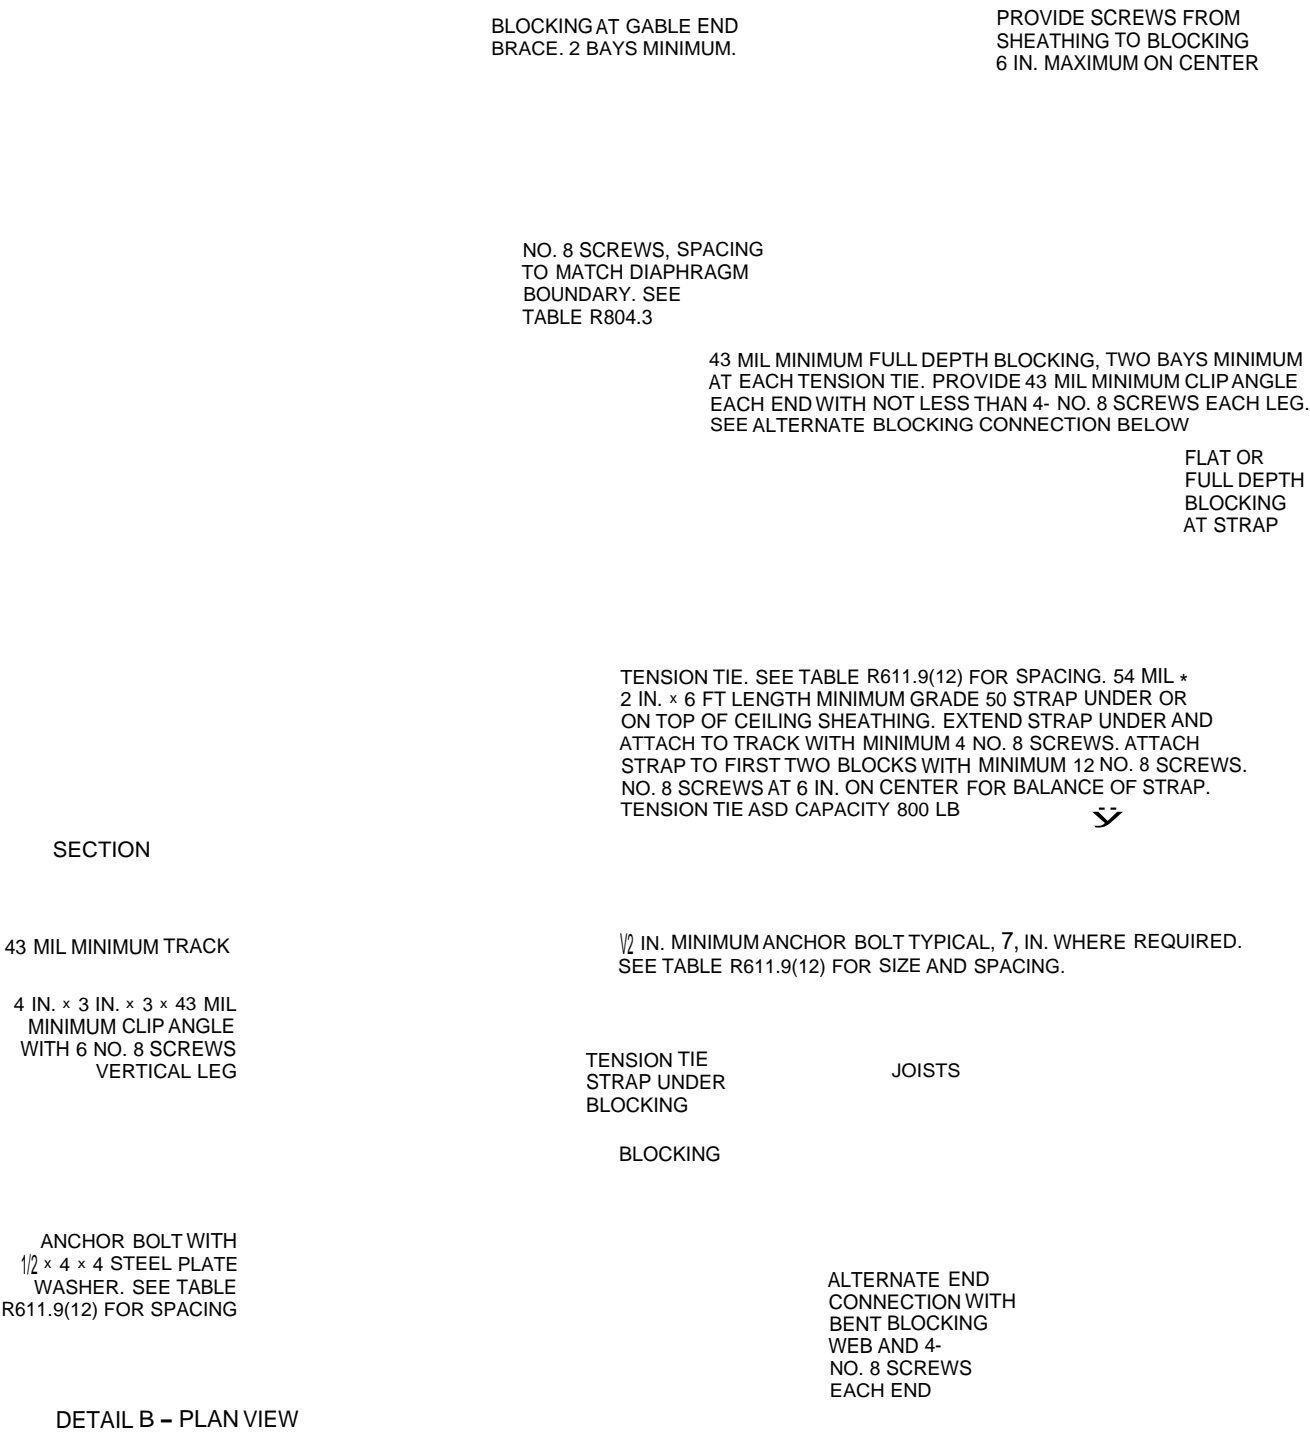 BLOCKING AT GABLE END
BRACE. 2 BAYS MINIMUM.
PROVIDE SCREWS FROM
SHEATHING TO BLOCKING
6 IN. MAXIMUM ON CENTER
NO. 8 SCREWS, SPACING
TO MATCH DIAPHRAGM
BOUNDARY. SEE
TABLE R804.3
43 MIL MINIMUM FULL DEPTH BLOCKING, TWO BAYS MINIMUM
AT EACH TENSION TIE. PROVIDE 43 MIL MINIMUM CLIP ANGLE
EACH END WITH NOT LESS THAN 4- NO. 8 SCREWS EACH LEG.
SEE ALTERNATE BLOCKING CONNECTION BELOW
FLAT OR
FULL DEPTH
BLOCKING
AT STRAP
TENSION TIE. SEE TABLE R611.9(12) FOR SPACING. 54 MIL *
2 IN. × 6 FT LENGTH MINIMUM GRADE 50 STRAP UNDER OR
ON TOP OF CEILING SHEATHING. EXTEND STRAP UNDER AND
ATTACH TO TRACK WITH MINIMUM 4 NO. 8 SCREWS. ATTACH
STRAP TO FIRST TWO BLOCKS WITH MINIMUM 12 NO. 8 SCREWS.
NO. 8 SCREWS AT 6 IN. ON CENTER FOR BALANCE OF STRAP.
TENSION TIE ASD CAPACITY 800 LB
ÿ
SECTION
43 MIL MINIMUM TRACK
1/2 IN. MINIMUM ANCHOR BOLT TYPICAL, 7, IN. WHERE REQUIRED.
SEE TABLE R611.9(12) FOR SIZE AND SPACING.
4 IN. × 3 IN. × 3 × 43 MIL
MINIMUM CLIP ANGLE
WITH 6 NO. 8 SCREWS
VERTICAL LEG
TENSION TIE
STRAP UNDER
BLOCKING
JOISTS
BLOCKING
ANCHOR BOLT WITH
1/2 × 4 × 4 STEEL PLATE
WASHER. SEE TABLE
R611.9(12) FOR SPACING
ALTERNATE END
CONNECTION WITH
BENT BLOCKING
WEB AND 4-
NO. 8 SCREWS
EACH END
DETAIL B – PLAN VIEW